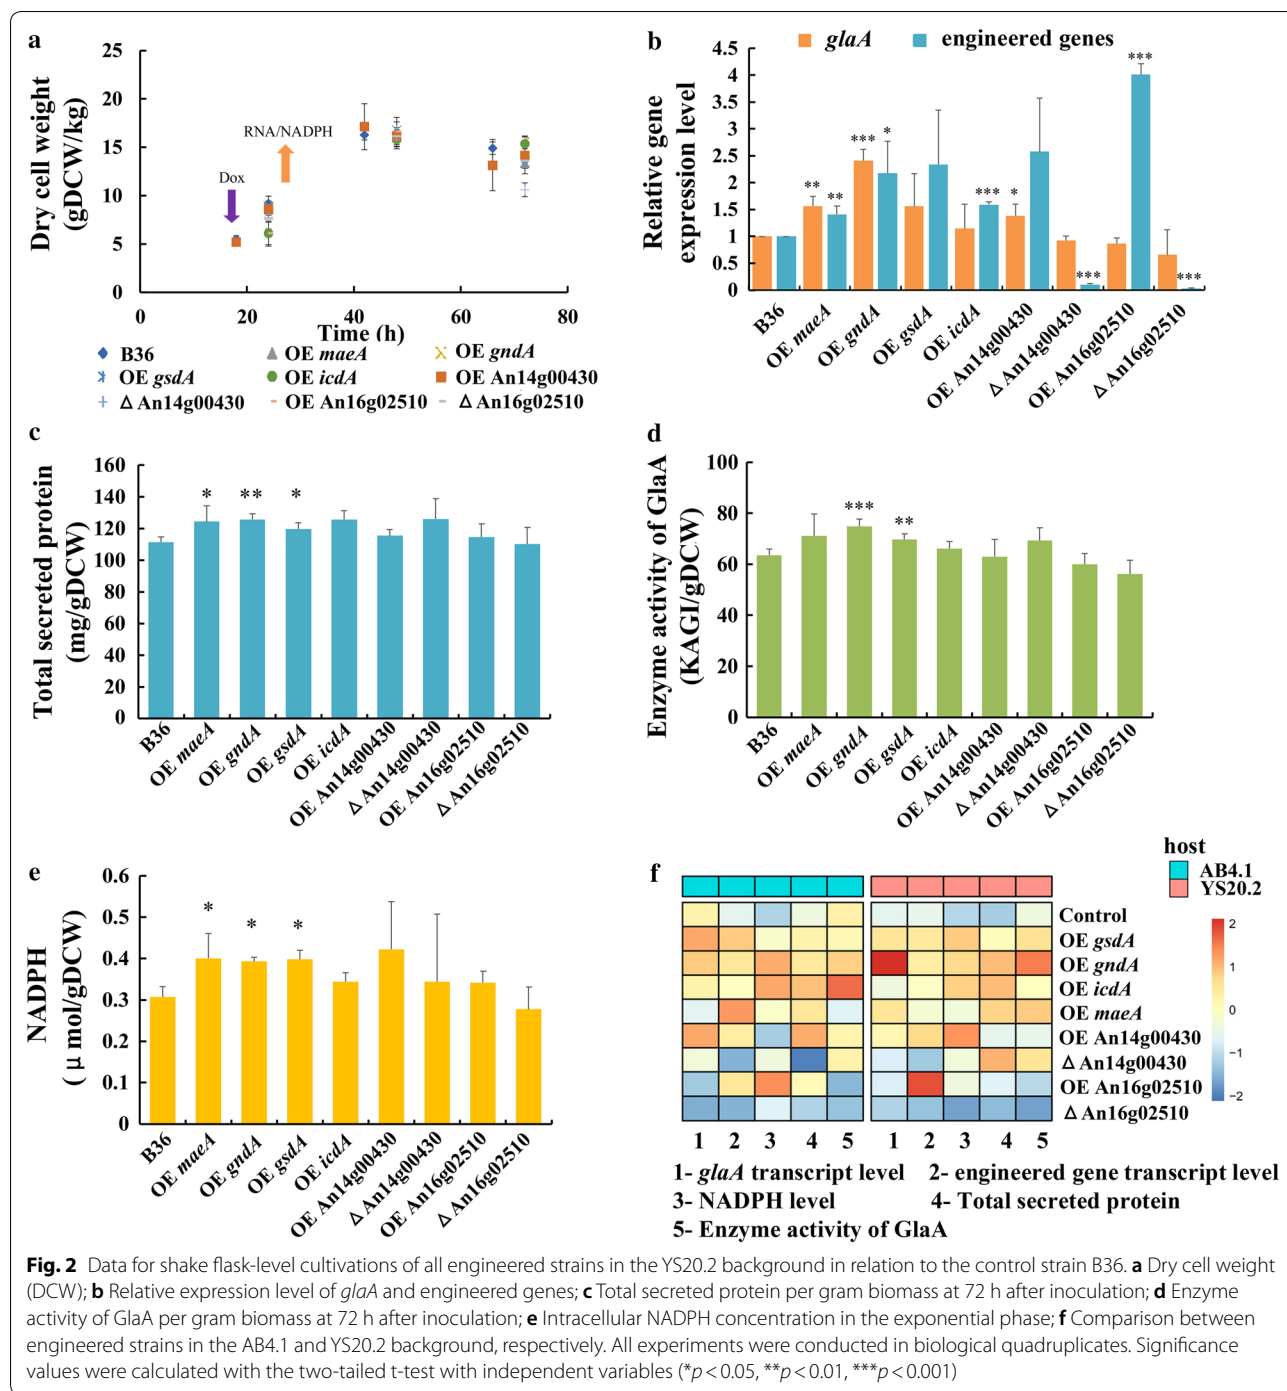 a
Dry cell weight
(gDCW/kg)
25
20
15
10
5
0
0
20
40
60
80
Dox
RNA/NADPH
Time (h)
B36
OE maeA
OE gndA
OE gsdA
OE icdA
OE An14g00430
Δ An14g00430
OE An16g02510
Δ An16g02510
b
glaA
engineered genes
Relative gene
expression level
4.5
4
3.5
3
2.5
2
1.5
1
0.5
0
**
**
***
*
***
*
***
***
***
B36
OE maeA
OE gndA
OE gsdA
OE icdA
OE An14g00430
Δ An14g00430
OE An16g02510
Δ An16g02510
c
Total secreted protein
(mg/gDCW)
160
140
120
100
80
60
40
20
0
*
**
*
B36
OE maeA
OE gndA
OE gsdA
OE icdA
OE An14g00430
Δ An14g00430
OE An16g02510
Δ An16g02510
d
Enzyme activity of GlaA
(KAGI/gDCW)
100
80
60
40
20
0
***
**
B36
OE maeA
OE gndA
OE gsdA
OE icdA
OE An14g00430
Δ An14g00430
OE An16g02510
Δ An16g02510
e
NADPH
( μ mol/gDCW)
0.6
0.5
0.4
0.3
0.2
0.1
0
*
*
*
B36
OE maeA
OE gndA
OE gsdA
OE icdA
OE An14g00430
Δ An14g00430
OE An16g02510
Δ An16g02510
f
host
AB4.1
YS20.2
Control
OE gsdA
OE gndA
OE icdA
OE maeA
OE An14g00430
Δ An14g00430
OE An16g02510
Δ An16g02510
2
1
0
−1
−2
1 2 3 4 5 1 2 3 4 5
1- glaA transcript level 2- engineered gene transcript level
3- NADPH level 4- Total secreted protein
5- Enzyme activity of GlaA
Fig. 2 Data for shake flask-level cultivations of all engineered strains in the YS20.2 background in relation to the control strain B36. a Dry cell weight
(DCW); b Relative expression level of glaA and engineered genes; c Total secreted protein per gram biomass at 72 h after inoculation; d Enzyme
activity of GlaA per gram biomass at 72 h after inoculation; e Intracellular NADPH concentration in the exponential phase; f Comparison between
engineered strains in the AB4.1 and YS20.2 background, respectively. All experiments were conducted in biological quadruplicates. Significance
values were calculated with the two-tailed t-test with independent variables (*p < 0.05, **p < 0.01, ***p < 0.001)